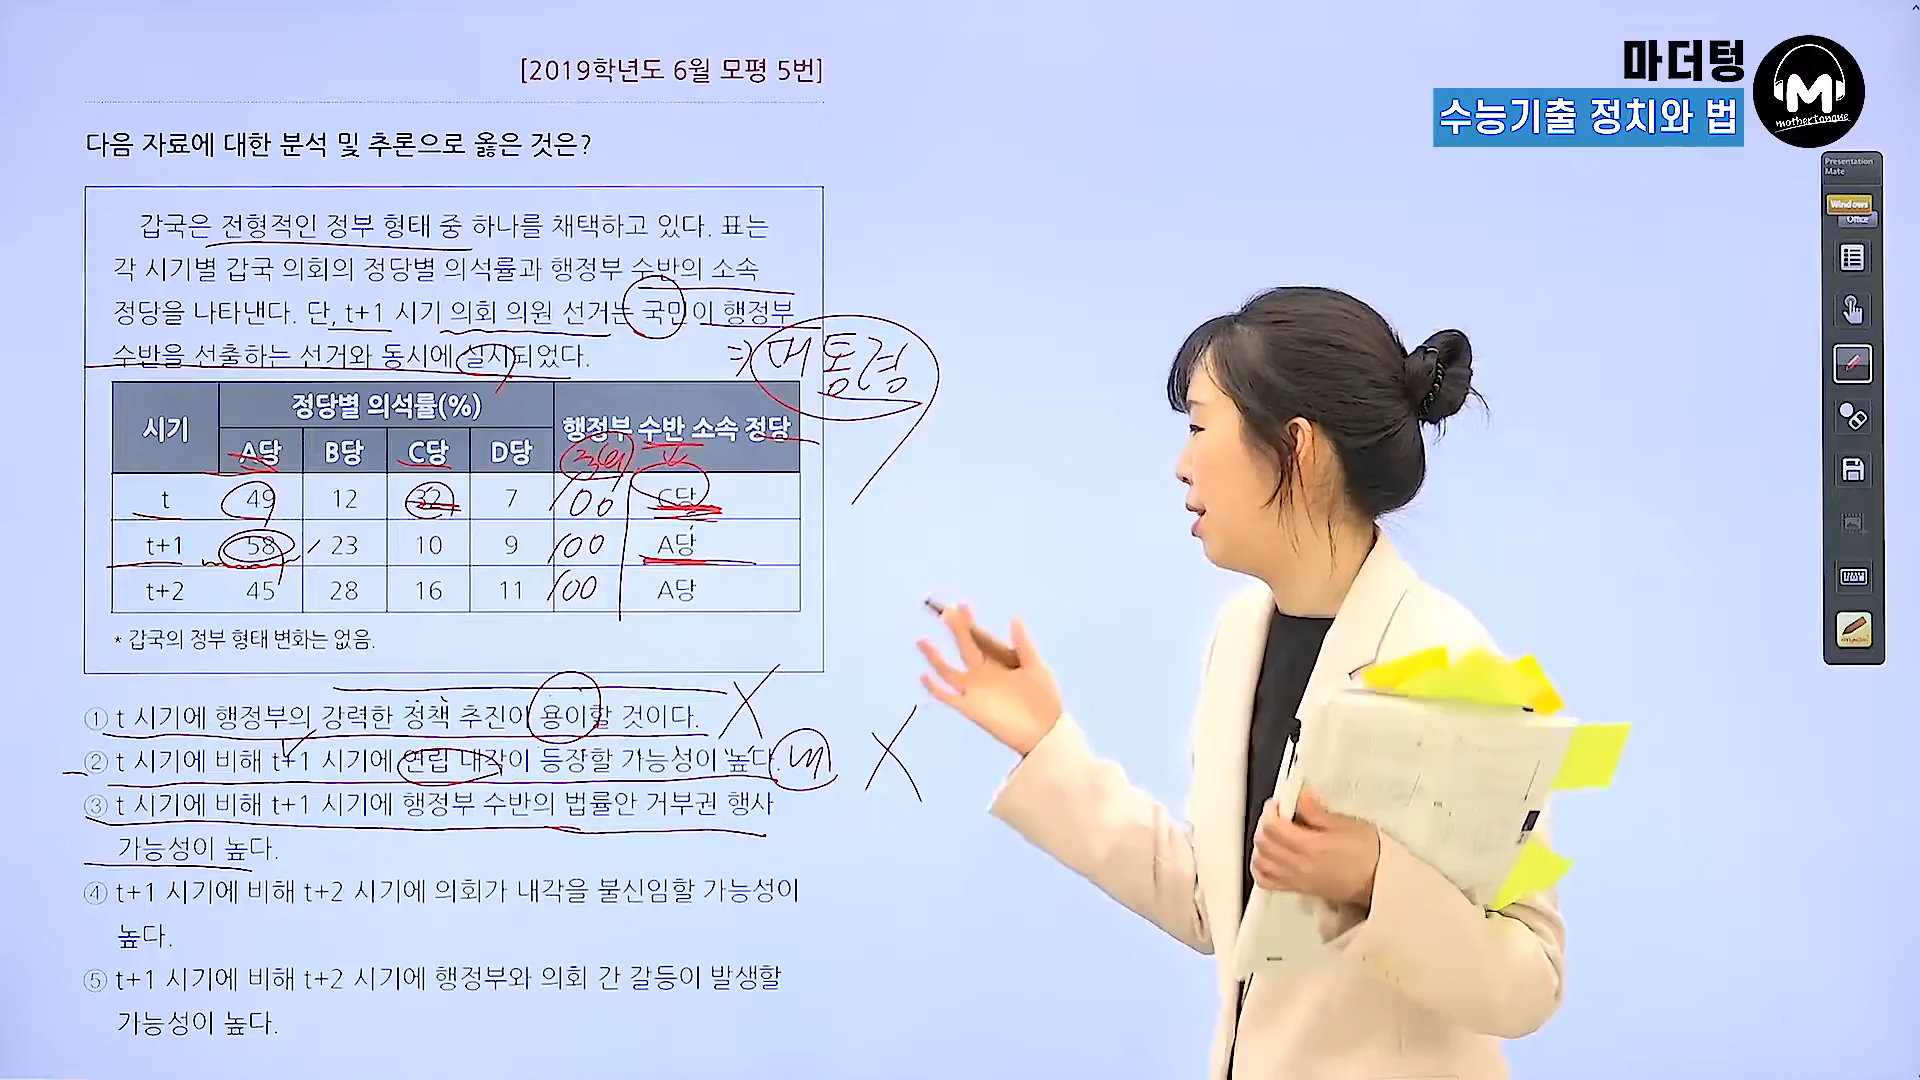 [2019학년도 6월 모평 5번]
마더텅
수능기출 정치와 법
mothertongue
Presentation
Mate
Windows
Office
다음 자료에 대한 분석 및 추론으로 옳은 것은?
갑국은 전형적인 정부 형태 중 하나를 채택하고 있다. 표는
각 시기별 갑국 의회의 정당별 의석률과 행정부 수반의 소속
정당을 나타낸다. 단, t+1 시기 의회 의원 선거는 국민이 행정부
수반을 선출하는 선거와 동시에 실시되었다.
⇒ 대통령
시기 정당별 의석률(%) 행정부 수반 소속 정당
A당 B당 C당 D당
t 49 12 32 7 100 C당
t+1 58 23 10 9 100 A당
t+2 45 28 16 11 100 A당
* 갑국의 정부 형태 변화는 없음.
① t 시기에 행정부의 강력한 정책 추진이 용이할 것이다. X
② t 시기에 비해 t+1 시기에 연립 내각이 등장할 가능성이 높다. 내 X
③ t 시기에 비해 t+1 시기에 행정부 수반의 법률안 거부권 행사
가능성이 높다.
④ t+1 시기에 비해 t+2 시기에 의회가 내각을 불신임할 가능성이
높다.
⑤ t+1 시기에 비해 t+2 시기에 행정부와 의회 간 갈등이 발생할
가능성이 높다.